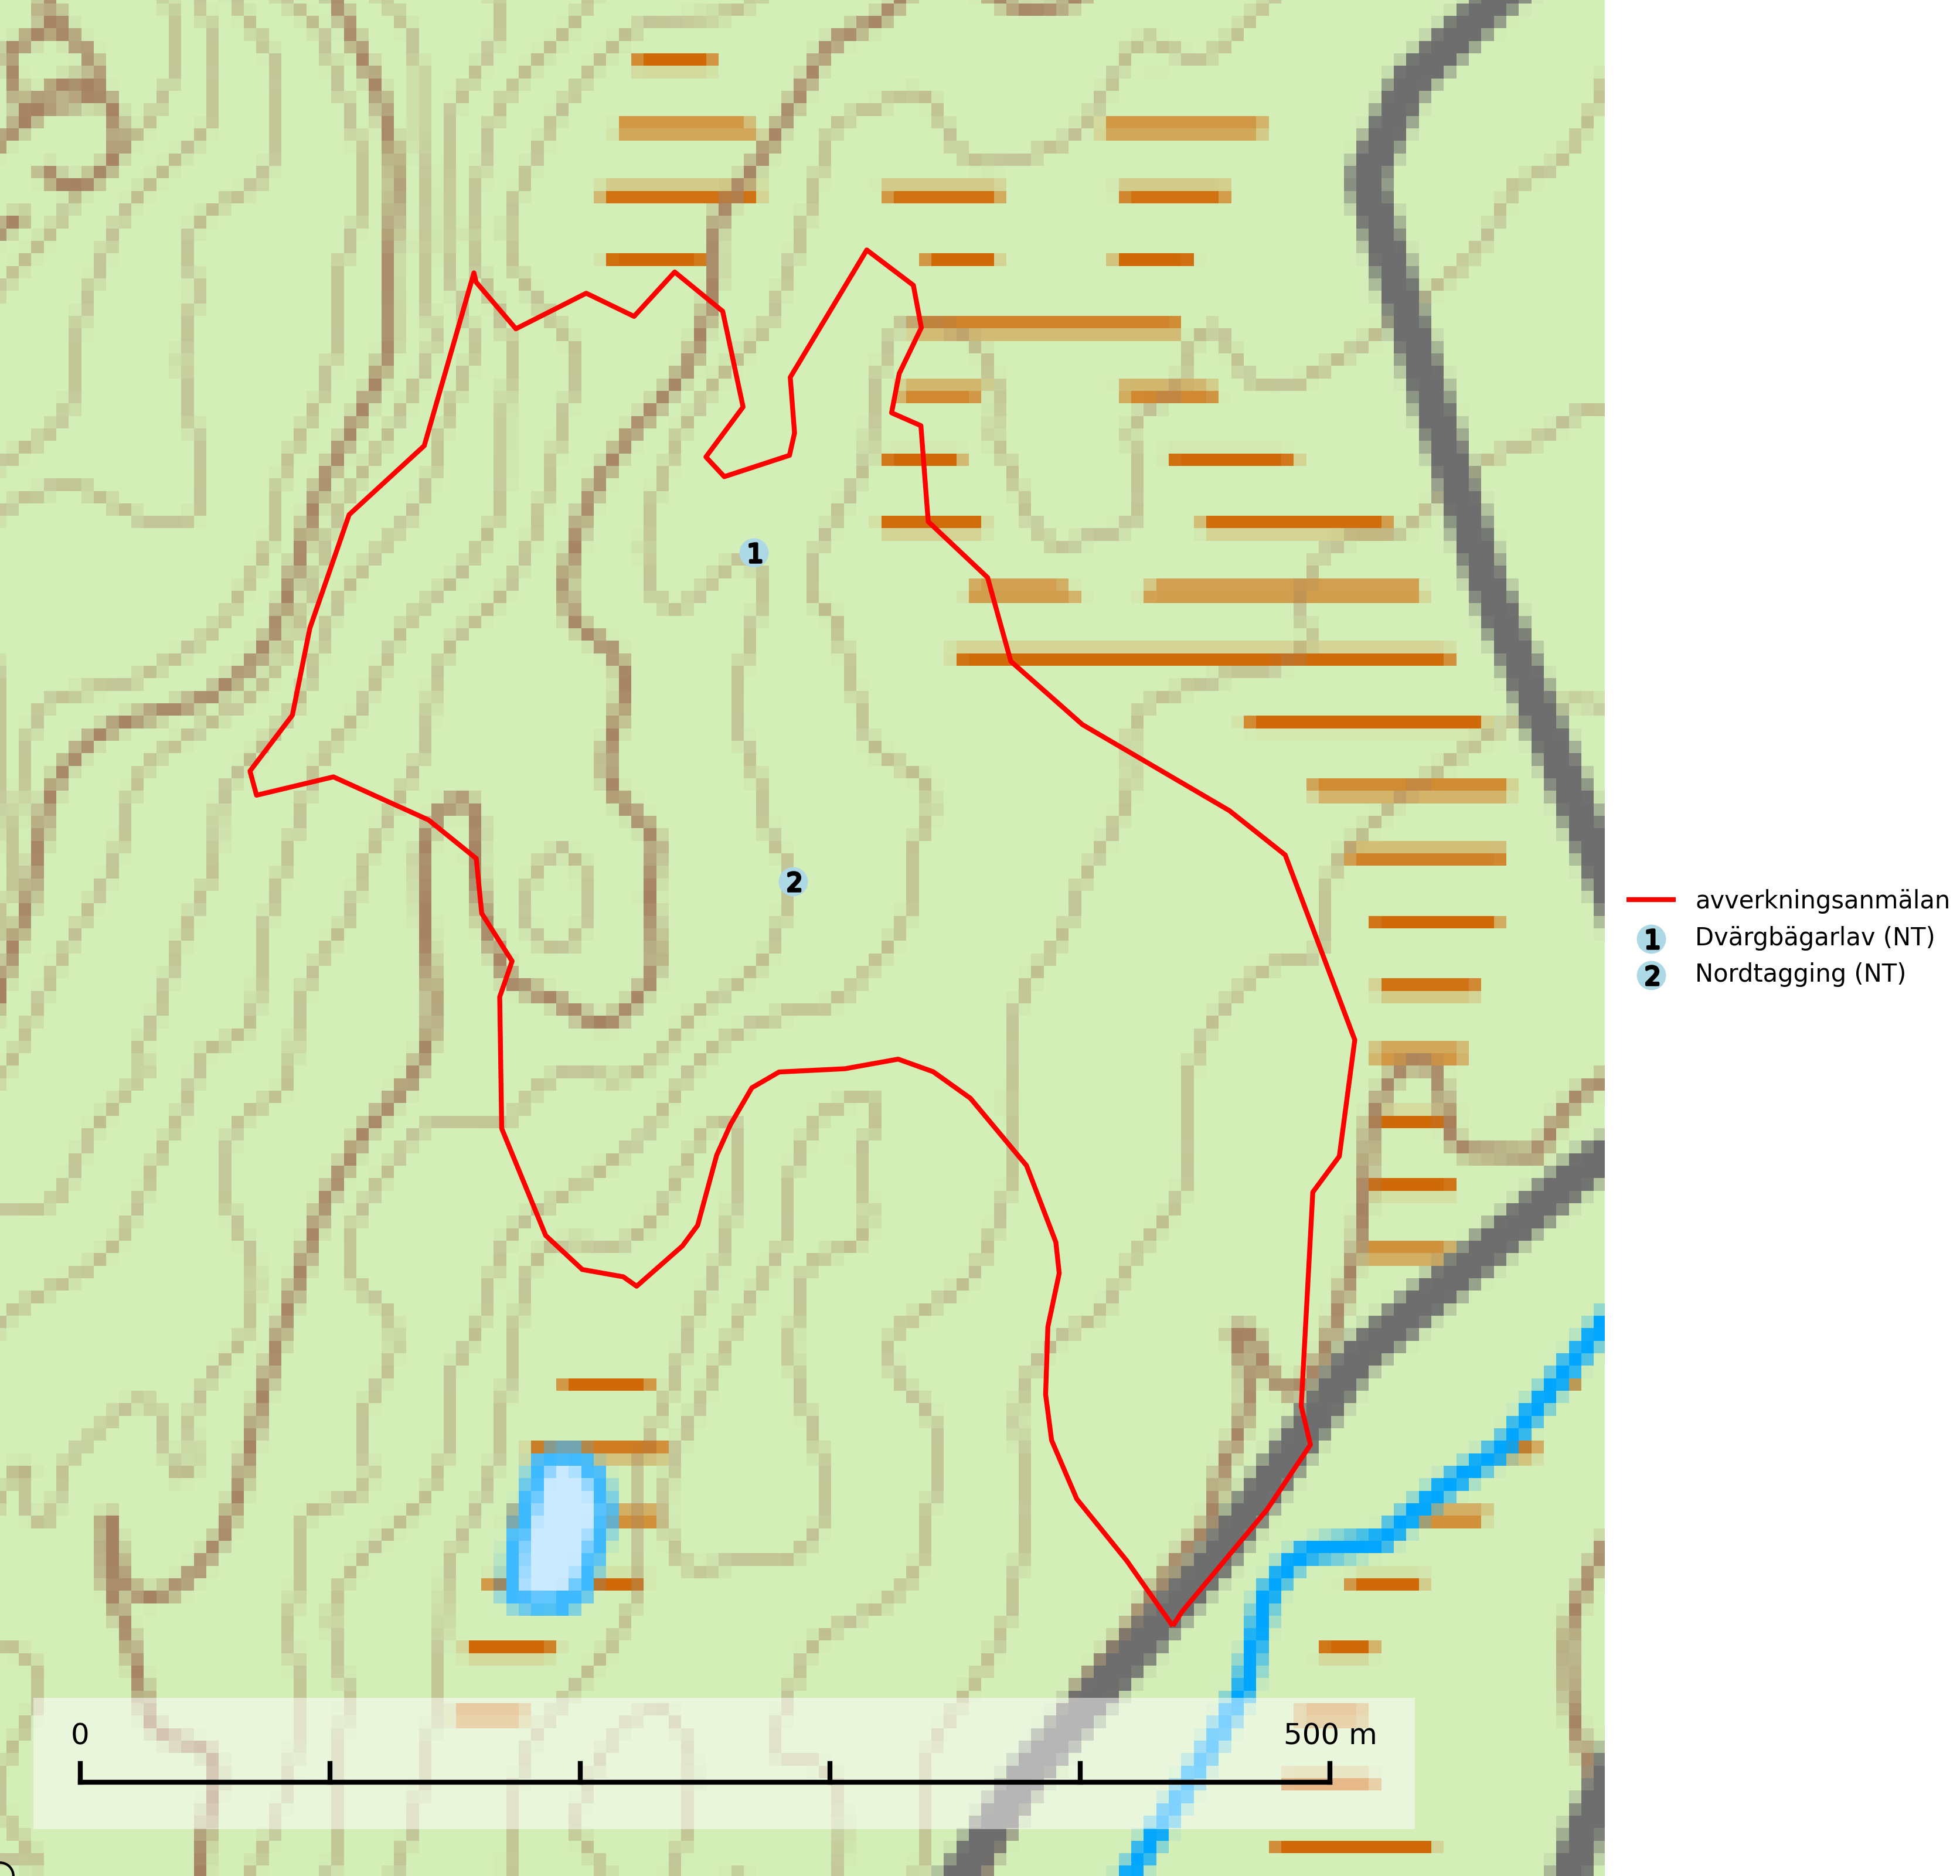 1
2
avverkningsanmälan
1 Dvärgbägarlav (NT)
2 Nordtagging (NT)
0 500 m